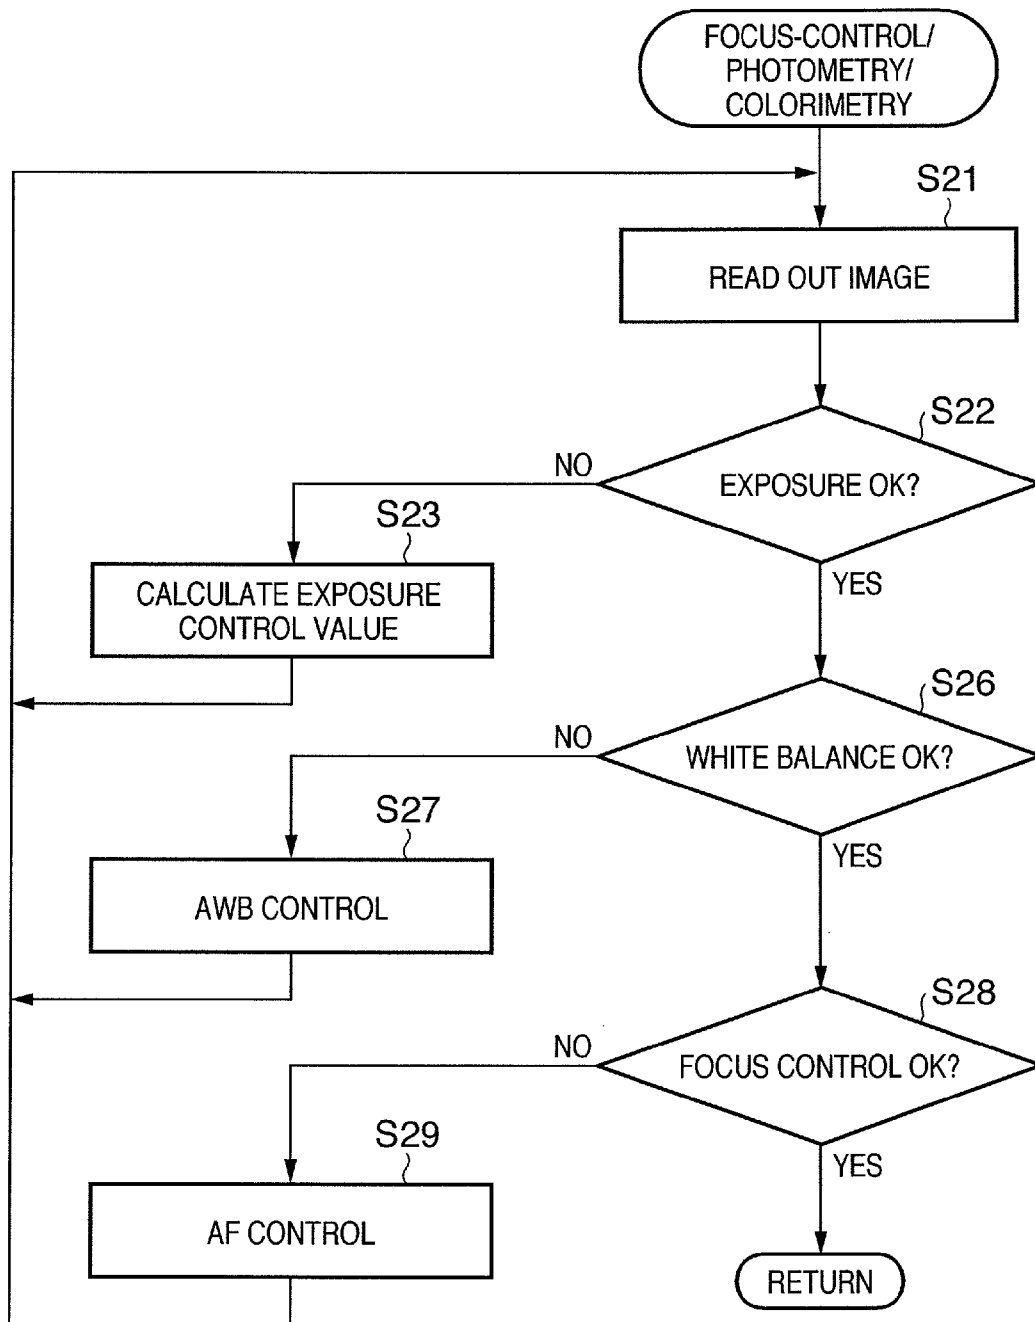 FOCUS-CONTROL/
PHOTOMETRY/
COLORIMETRY
S21
READ OUT IMAGE
S22
NO
EXPOSURE OK?
S23
YES
CALCULATE EXPOSURE
CONTROL VALUE
S26
NO
WHITE BALANCE OK?
S27
YES
AWB CONTROL
S28
NO
FOCUS CONTROL OK?
S29
YES
AF CONTROL
RETURN